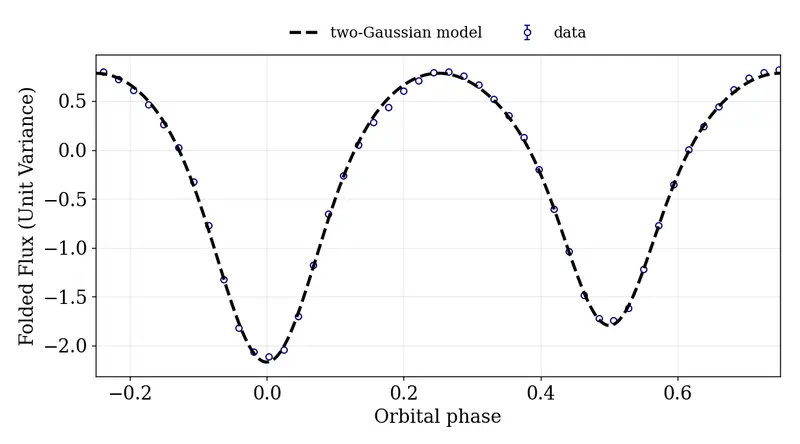 two-Gaussian model
data
Folded Flux (Unit Variance)
0.5
0.0
−0.5
−1.0
−1.5
−2.0
−0.2
0.0
0.2
0.4
0.6
Orbital phase